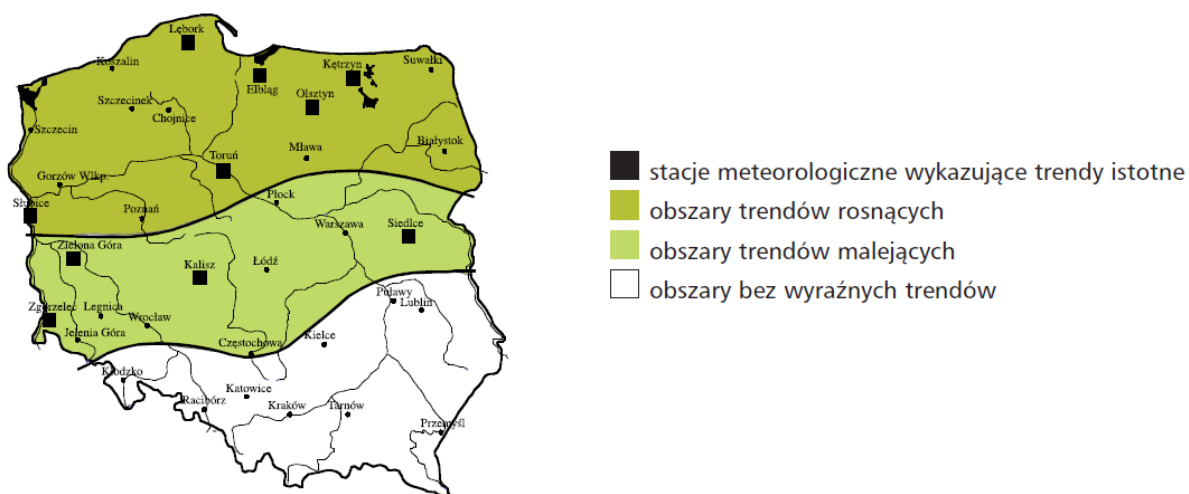 Lębork
Koszalin
Elbląg
Kętrzyn
Suwałki
Szczecinek
Chojnice
Olsztyn
Szczecin
Toruń
Mława
Białystok
Gorzów Wlkp.
Słubice
Poznań
Płock
Warszawa
Siedlce
Zielona Góra
Kalisz
Łódź
Zgorzelec
Legnica
Wrocław
Puławy
Lublin
Jelenia Góra
Częstochowa
Kielce
Kłodzko
Racibórz
Katowice
Kraków
Tarnów
Przemyśl
stacje meteorologiczne wykazujące trendy istotne
obszary trendów rosnących
obszary trendów malejących
obszary bez wyraźnych trendów